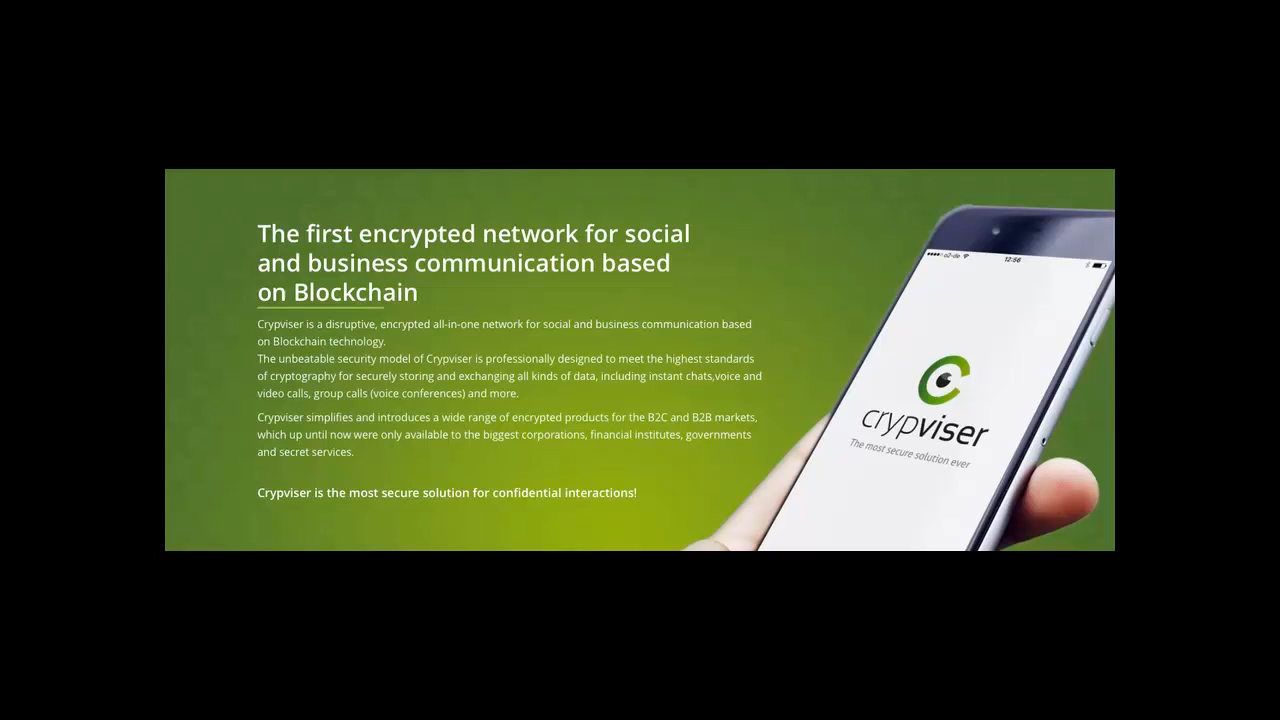 The first encrypted network for social
and business communication based
on Blockchain
Crypviser is a disruptive, encrypted all-in-one network for social and business communication based
on Blockchain technology.
The unbeatable security model of Crypviser is professionally designed to meet the highest standards
of cryptography for securely storing and exchanging all kinds of data, including instant chats,voice and
video calls, group calls (voice conferences) and more.
Crypviser simplifies and introduces a wide range of encrypted products for the B2C and B2B markets,
which up until now were only available to the biggest corporations, financial institutes, governments
and secret services.
Crypviser is the most secure solution for confidential interactions!
o2-de
12:56
crypviser
The most secure solution ever